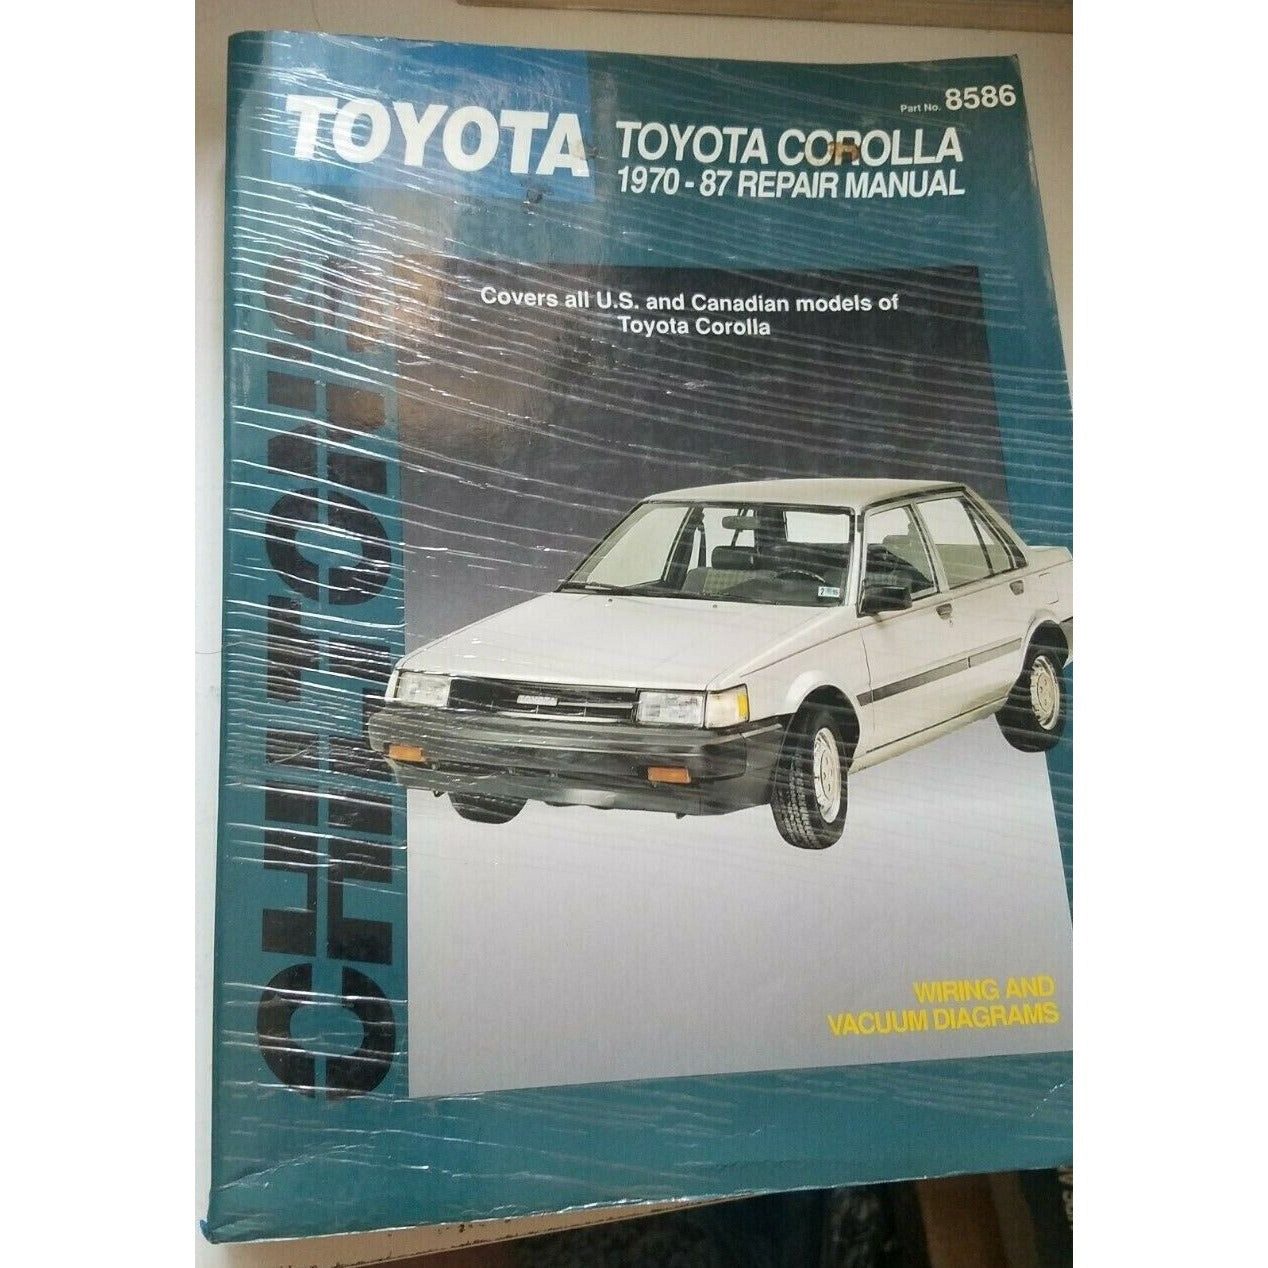 Part No. 8586
TOYOTA
TOYOTA COROLLA
1970-87 REPAIR MANUAL
Covers all U.S. and Canadian models of
Toyota Corolla
CHILTON'S
TOYOTA
WIRING AND
VACUUM DIAGRAMS